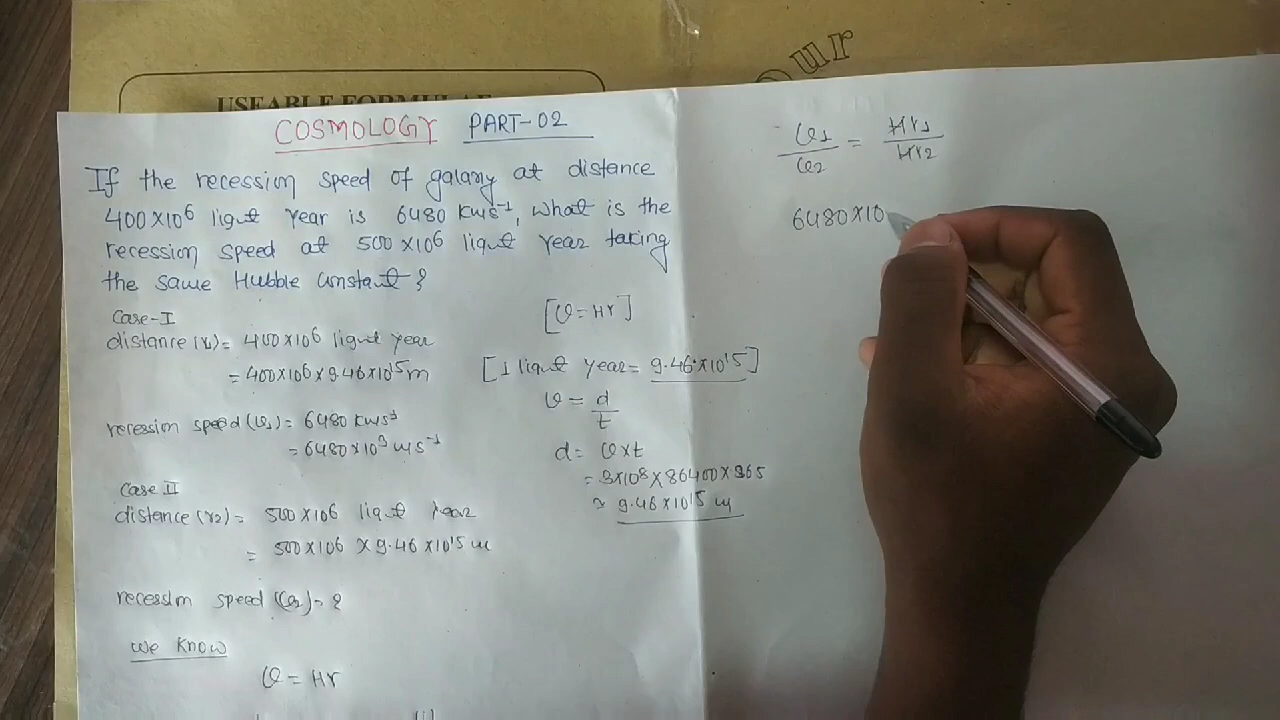 our
USEABLE FORMULAE
COSMOLOGY PART-02
If the recession speed of galaxy at distance
400×10⁶ light year is 6480 kms⁻¹, what is the
recession speed at 500×10⁶ light year taking
the same Hubble constant ?
Case-I
distance (r₁) = 400×10⁶ light year
= 400×10⁶×9.46×10¹⁵m
recession speed (v₁) = 6480 kms⁻¹
= 6480×10³ ms⁻¹
Case II
distance (r₂) = 500×10⁶ light year
= 500×10⁶ × 9.46×10¹⁵ m
recession speed (v₂) = ?
we know
v = Hr
[v = Hr]
[1 light year = 9.46×10¹⁵]
v = d/t
d = v×t
= 3×10⁸×86400×365
≈ 9.46×10¹⁵ m
v₁/v₂ = Hr₁/Hr₂
6480×10